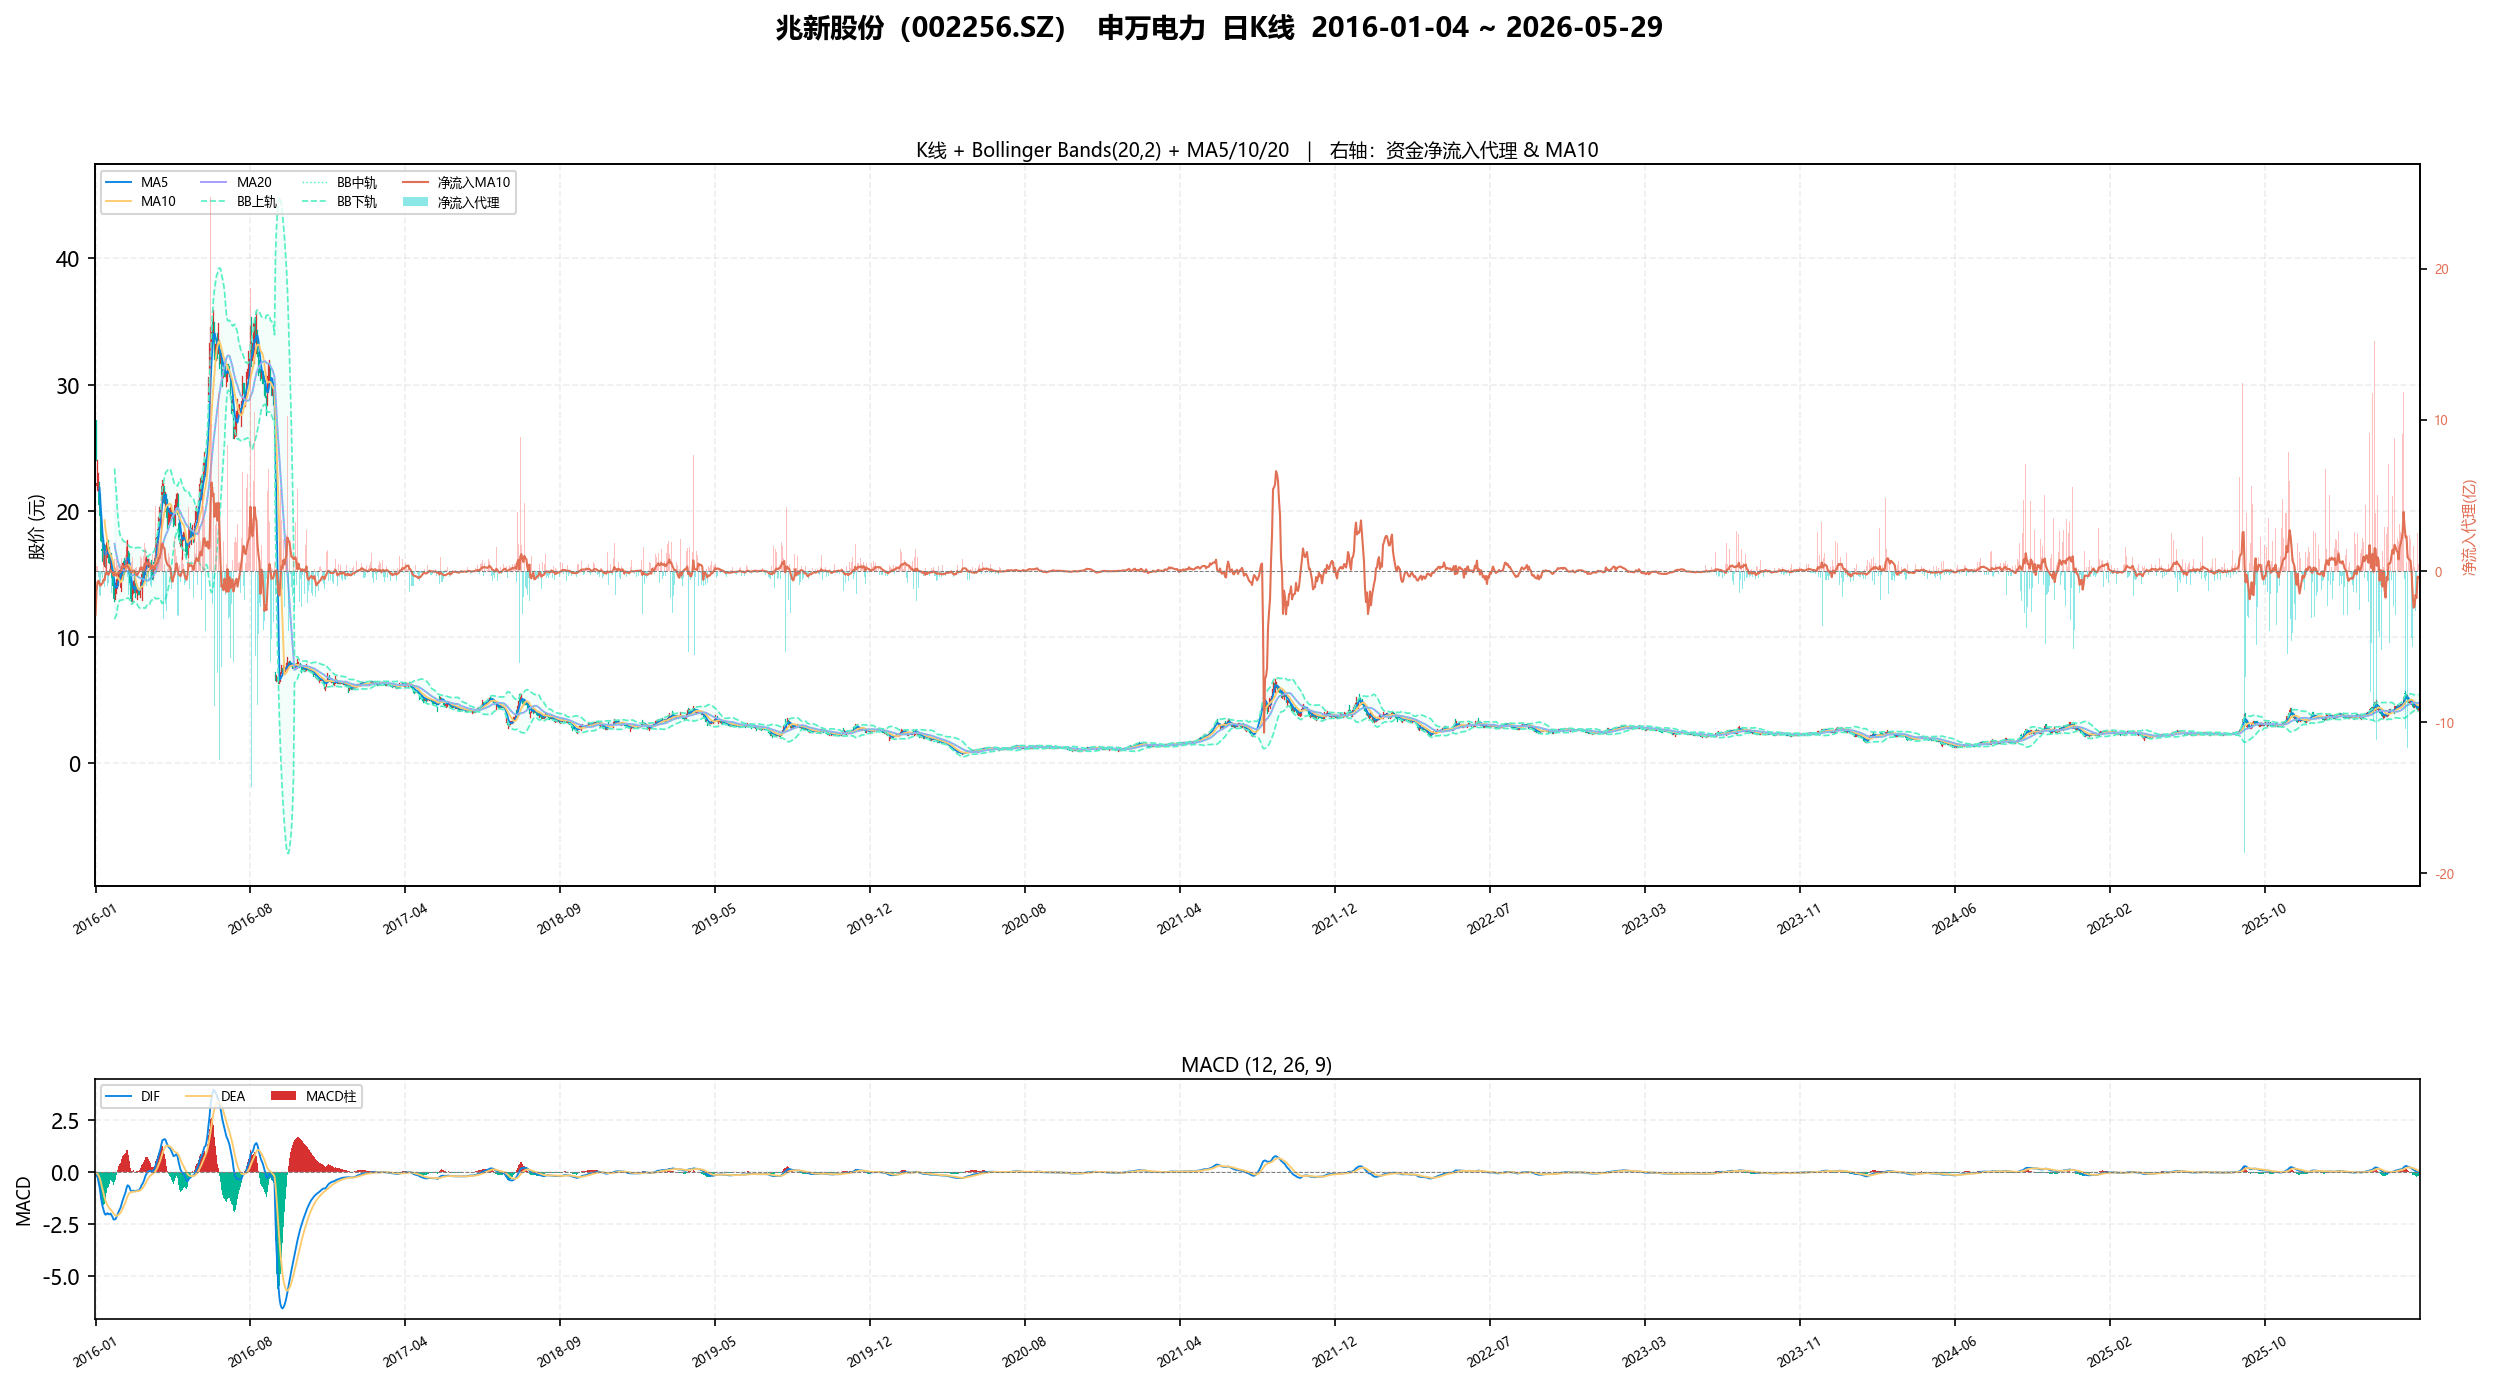 兆新股份（002256.SZ）  申万电力  日K线  2016-01-04 ~ 2026-05-29
K线 + Bollinger Bands(20,2) + MA5/10/20  |  右轴：资金净流入代理 & MA10
MA5 MA20 BB中轨 净流入MA10
MA10 BB上轨 BB下轨 净流入代理
股价 (元)
40
30
20
10
0
20
10
0
-10
-20
净流入代理(亿)
2016-01 2016-08 2017-04 2018-09 2019-05 2019-12 2020-08 2021-04 2021-12 2022-07 2023-03 2023-11 2024-06 2025-02 2025-10
MACD (12, 26, 9)
DIF DEA MACD柱
MACD
2.5
0.0
-2.5
-5.0
2016-01 2016-08 2017-04 2018-09 2019-05 2019-12 2020-08 2021-04 2021-12 2022-07 2023-03 2023-11 2024-06 2025-02 2025-10